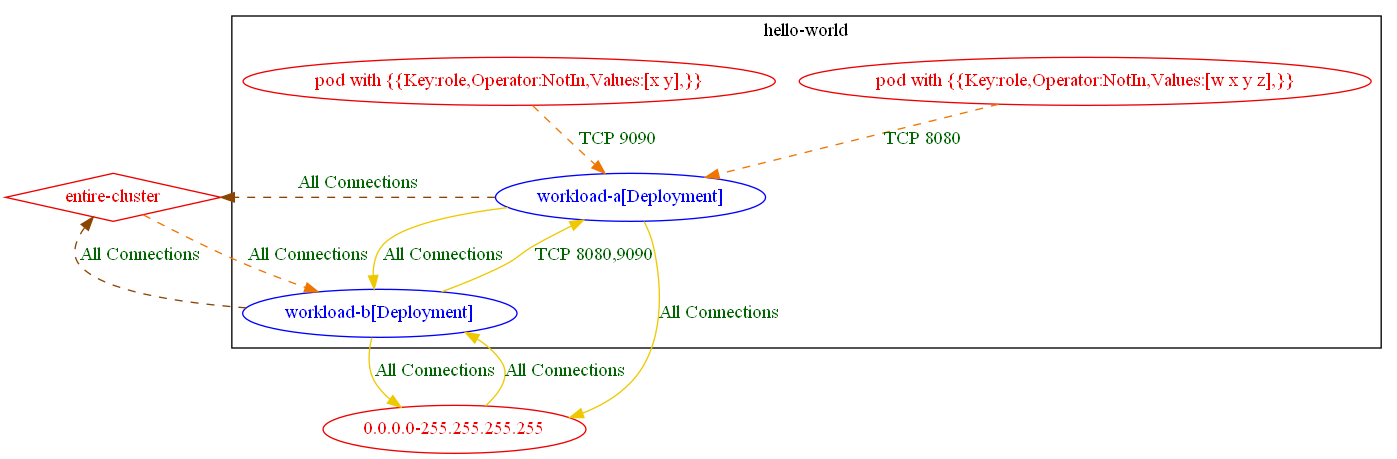 hello-world
pod with {{Key:role,Operator:NotIn,Values:[x y],}}
pod with {{Key:role,Operator:NotIn,Values:[w x y z],}}
TCP 9090
TCP 8080
All Connections
entire-cluster
workload-a[Deployment]
All Connections
All Connections
All Connections
TCP 8080,9090
workload-b[Deployment]
All Connections
All Connections
All Connections
0.0.0.0-255.255.255.255